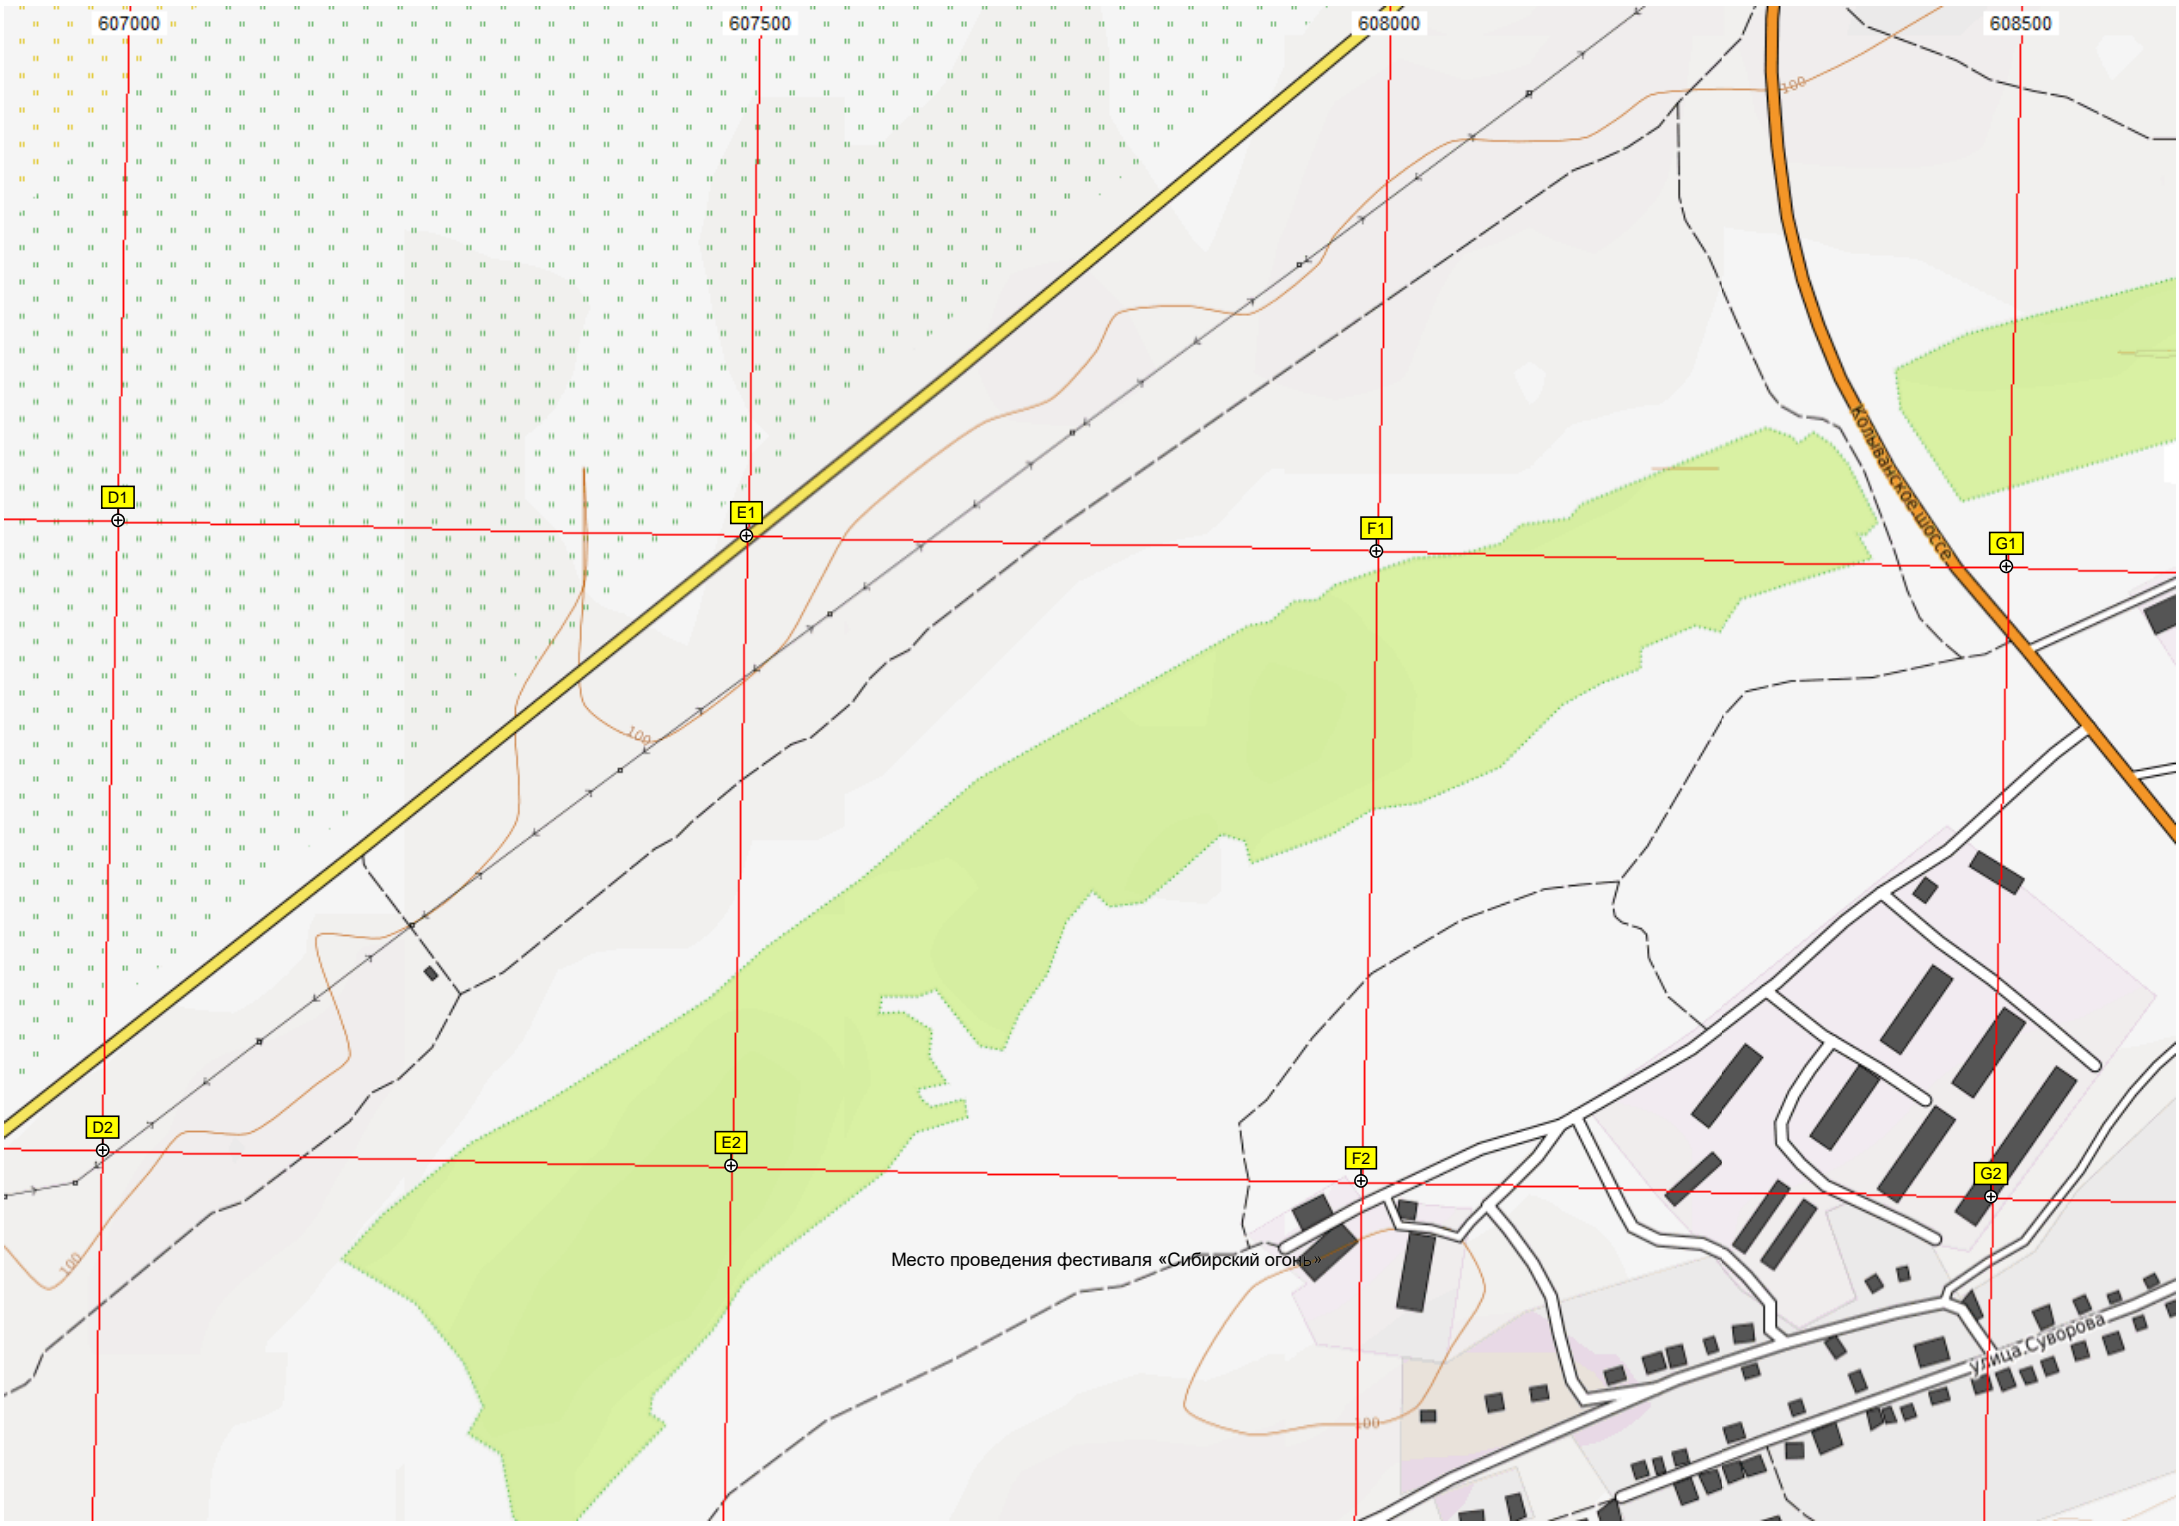 607000 607500 608000 608500
100
Колыванское шоссе
D1 E1 F1 G1
100
D2 E2 F2 G2
100
Место проведения фестиваля «Сибирский огонь»
улица Суворова
100